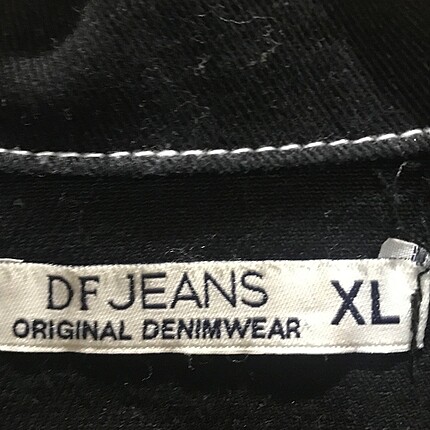 DF JEANS XL
ORIGINAL DENIMWEAR